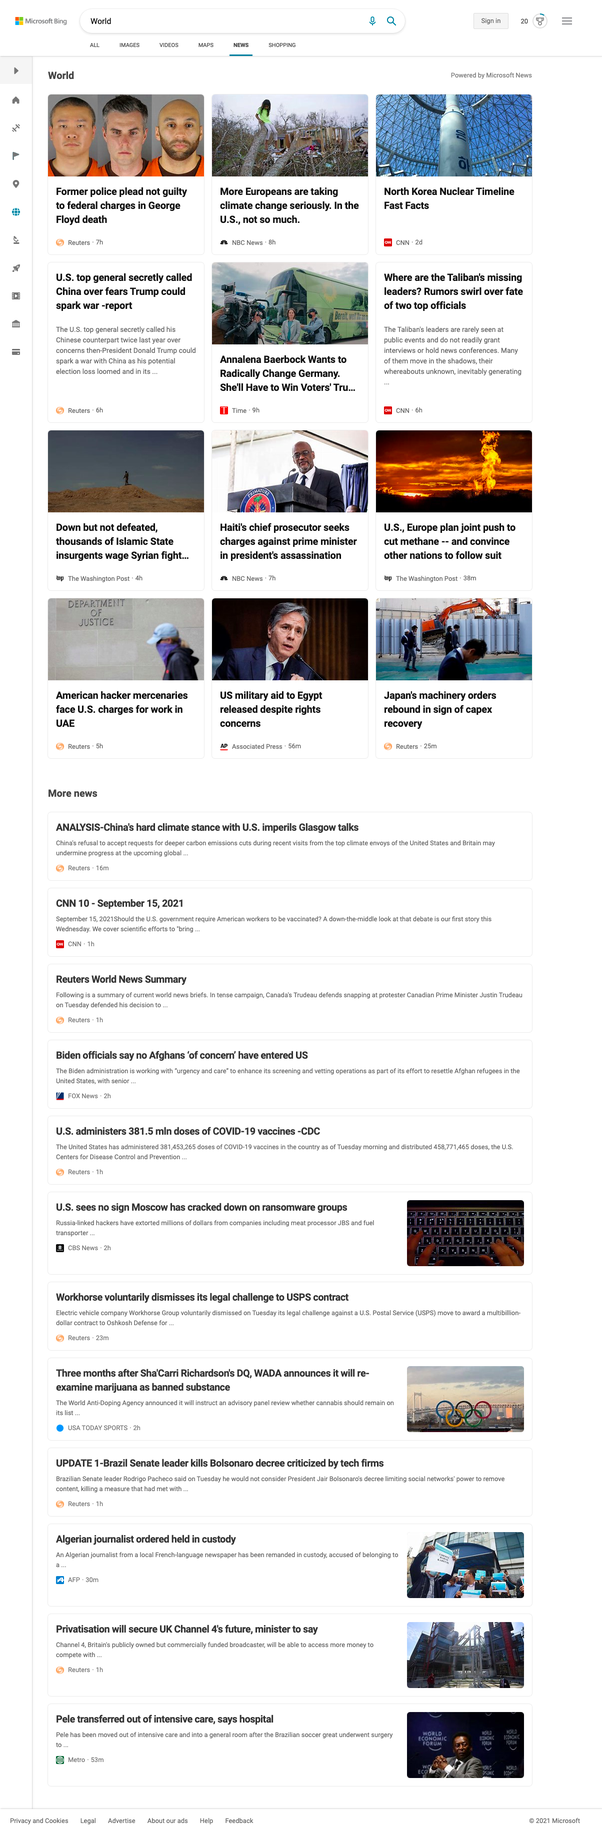 Microsoft Bing
World
Sign in
20
ALL
IMAGES
VIDEOS
MAPS
NEWS
SHOPPING
World
Powered by Microsoft News
Former police plead not guilty
to federal charges in George
Floyd death
Reuters · 7h
More Europeans are taking
climate change seriously. In the
U.S., not so much.
NBC News · 8h
North Korea Nuclear Timeline
Fast Facts
CNN · 2d
U.S. top general secretly called
China over fears Trump could
spark war -report
The U.S. top general secretly called his
Chinese counterpart twice last year over
concerns then-President Donald Trump could
spark a war with China as his potential
election loss loomed and in its ...
Reuters · 6h
Annalena Baerbock Wants to
Radically Change Germany.
She'll Have to Win Voters' Tru...
Time · 9h
Where are the Taliban's missing
leaders? Rumors swirl over fate
of two top officials
The Taliban's leaders are rarely seen at
public events and do not readily grant
interviews or hold news conferences. Many
of them move in the shadows, their
whereabouts unknown, inevitably generating
...
CNN · 6h
Down but not defeated,
thousands of Islamic State
insurgents wage Syrian fight...
The Washington Post · 4h
Haiti's chief prosecutor seeks
charges against prime minister
in president's assassination
NBC News · 7h
U.S., Europe plan joint push to
cut methane -- and convince
other nations to follow suit
The Washington Post · 38m
DEPARTMENT
OF
JUSTICE
American hacker mercenaries
face U.S. charges for work in
UAE
Reuters · 5h
US military aid to Egypt
released despite rights
concerns
AP Associated Press · 56m
Japan's machinery orders
rebound in sign of capex
recovery
Reuters · 25m
More news
ANALYSIS-China's hard climate stance with U.S. imperils Glasgow talks
China's refusal to accept requests for deeper carbon emissions cuts during recent visits from the top climate envoys of the United States and Britain may
undermine progress at the upcoming global ...
Reuters · 16m
CNN 10 - September 15, 2021
September 15, 2021Should the U.S. government require American workers to be vaccinated? A down-the-middle look at that debate is our first story this
Wednesday. We cover scientific efforts to "bring ...
CNN · 1h
Reuters World News Summary
Following is a summary of current world news briefs. In tense campaign, Canada's Trudeau defends snapping at protester Canadian Prime Minister Justin Trudeau
on Tuesday defended his decision to ...
Reuters · 1h
Biden officials say no Afghans ‘of concern’ have entered US
The Biden administration is working with "urgency and care" to enhance its screening and vetting operations as part of its effort to resettle Afghan refugees in the
United States, with senior ...
FOX News · 2h
U.S. administers 381.5 mln doses of COVID-19 vaccines -CDC
The United States has administered 381,453,265 doses of COVID-19 vaccines in the country as of Tuesday morning and distributed 458,771,465 doses, the U.S.
Centers for Disease Control and Prevention ...
Reuters · 1h
U.S. sees no sign Moscow has cracked down on ransomware groups
Russia-linked hackers have extorted millions of dollars from companies including meat processor JBS and fuel
transporter ...
CBS News · 2h
Workhorse voluntarily dismisses its legal challenge to USPS contract
Electric vehicle company Workhorse Group voluntarily dismissed on Tuesday its legal challenge against a U.S. Postal Service (USPS) move to award a multibillion-
dollar contract to Oshkosh Defense for ...
Reuters · 23m
Three months after Sha'Carri Richardson's DQ, WADA announces it will re-
examine marijuana as banned substance
The World Anti-Doping Agency announced it will instruct an advisory panel review whether cannabis should remain on
its list ...
USA TODAY SPORTS · 2h
UPDATE 1-Brazil Senate leader kills Bolsonaro decree criticized by tech firms
Brazilian Senate leader Rodrigo Pacheco said on Tuesday he would not consider President Jair Bolsonaro's decree limiting social networks' power to remove
content, killing a measure that had met with ...
Reuters · 1h
Algerian journalist ordered held in custody
An Algerian journalist from a local French-language newspaper has been remanded in custody, accused of belonging to
a ...
AFP · 30m
Privatisation will secure UK Channel 4's future, minister to say
Channel 4, Britain's publicly owned but commercially funded broadcaster, will be able to access more money to
compete with ...
Reuters · 1h
Pele transferred out of intensive care, says hospital
Pele has been moved out of intensive care and into a general room after the Brazilian soccer great underwent surgery
to ...
Metro · 53m
WORLD
ECONOMIC
FORUM
Privacy and Cookies
Legal
Advertise
About our ads
Help
Feedback
© 2021 Microsoft